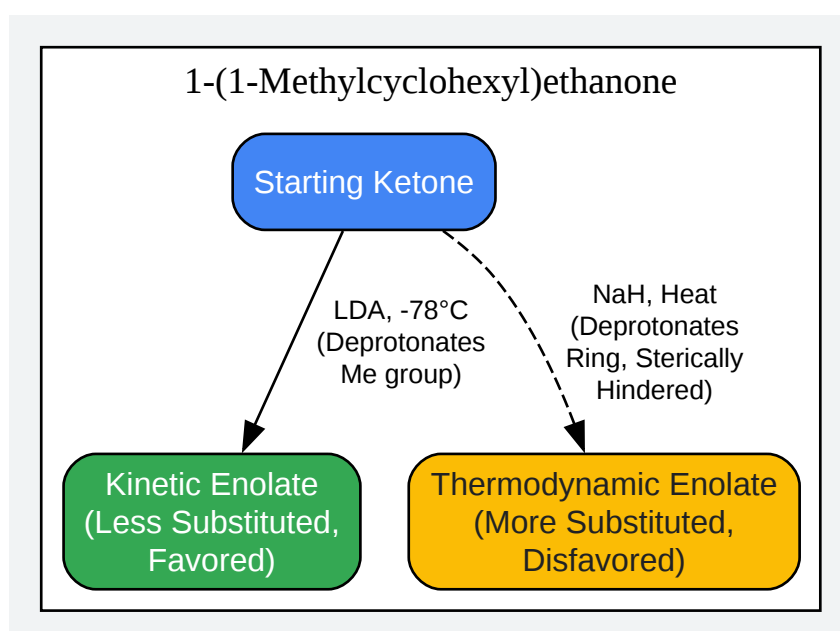 1-(1-Methylcyclohexyl)ethanone
Starting Ketone
LDA, -78°C
(Deprotonates
Me group)
NaH, Heat
(Deprotonates
Ring, Sterically
Hindered)
Kinetic Enolate
(Less Substituted,
Favored)
Thermodynamic Enolate
(More Substituted,
Disfavored)